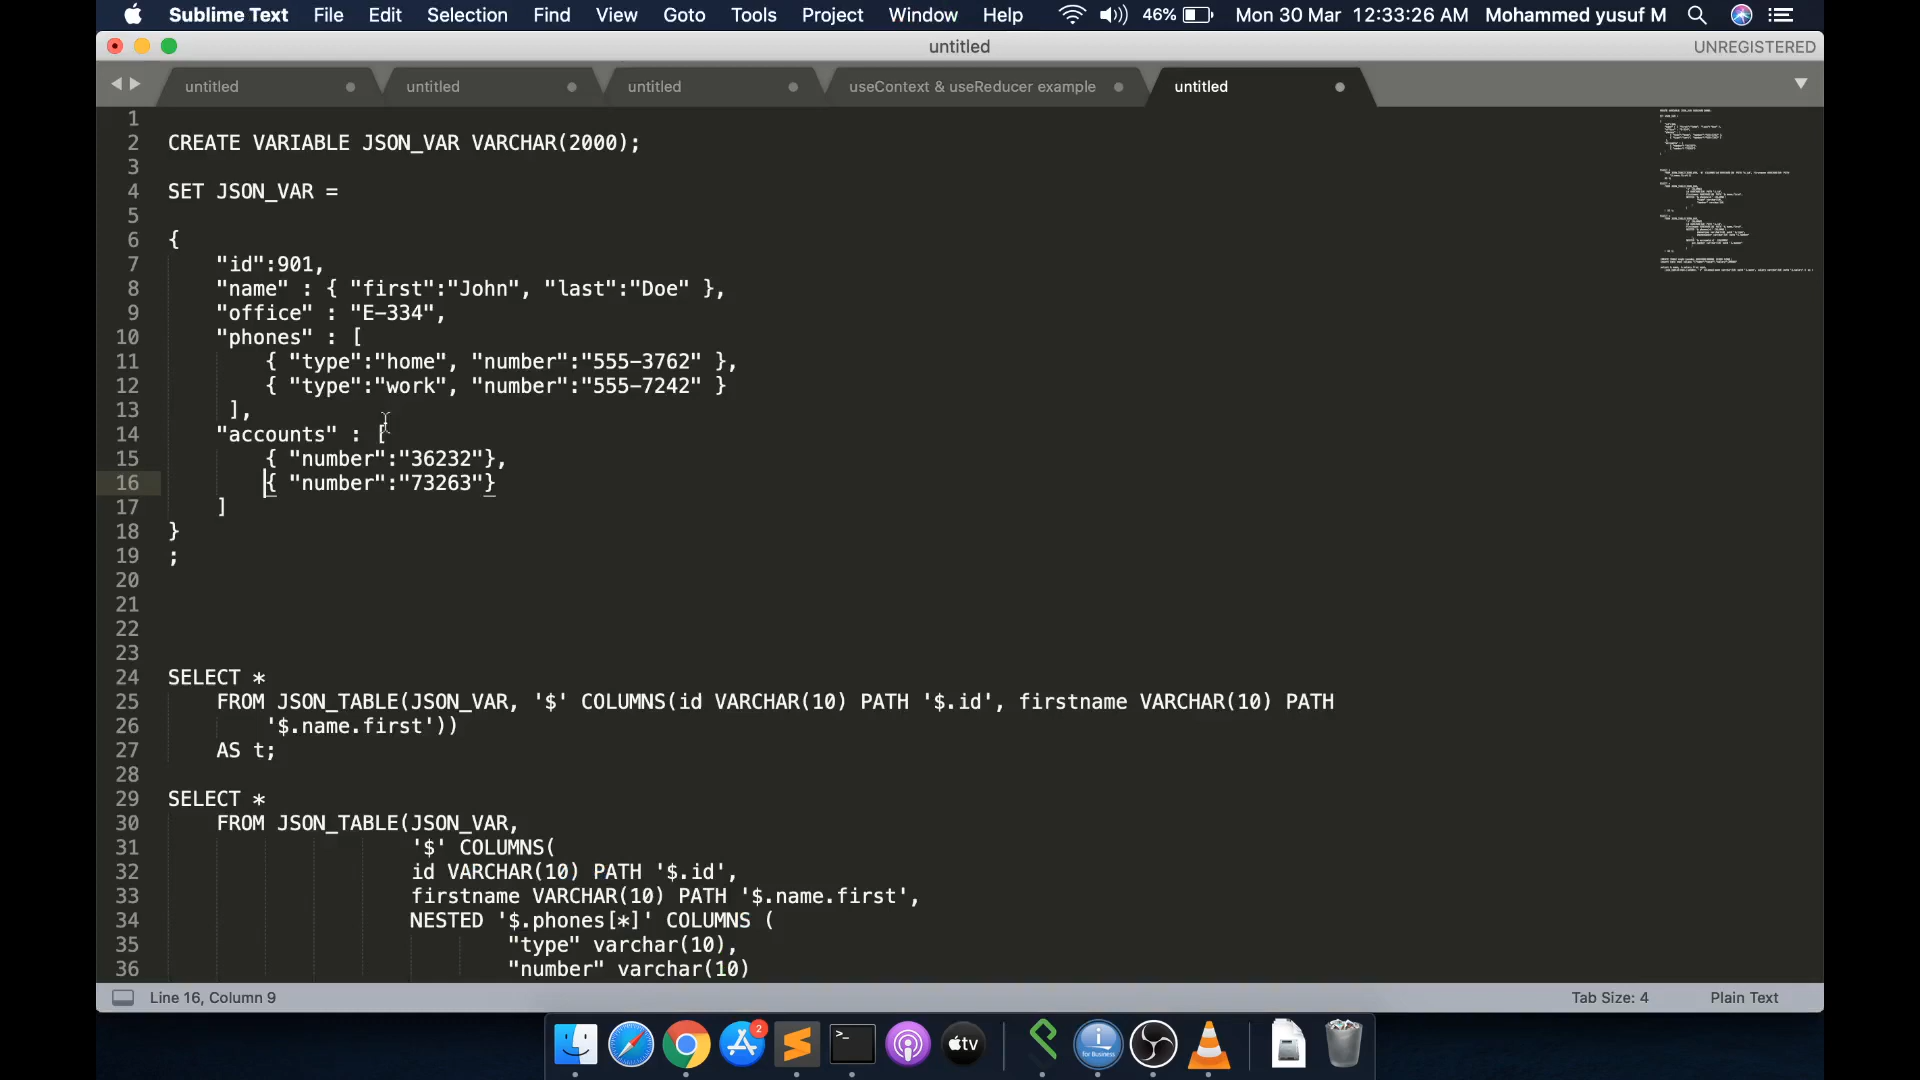 Sublime Text File Edit Selection Find View Goto Tools Project Window Help 46% Mon 30 Mar 12:33:26 AM Mohammed yusuf M
untitled UNREGISTERED
untitled untitled untitled useContext & useReducer example untitled
1
2 CREATE VARIABLE JSON_VAR VARCHAR(2000);
3
4 SET JSON_VAR =
5
6 {
7 "id":901,
8 "name" : { "first":"John", "last":"Doe" },
9 "office" : "E-334",
10 "phones" : [
11 { "type":"home", "number":"555-3762" },
12 { "type":"work", "number":"555-7242" }
13 ],
14 "accounts" : [
15 { "number":"36232"},
16 { "number":"73263"}
17 ]
18 }
19 ;
20
21
22
23
24 SELECT *
25 FROM JSON_TABLE(JSON_VAR, '$' COLUMNS(id VARCHAR(10) PATH '$.id', firstname VARCHAR(10) PATH
26 '$.name.first'))
27 AS t;
28
29 SELECT *
30 FROM JSON_TABLE(JSON_VAR,
31 '$' COLUMNS(
32 id VARCHAR(10) PATH '$.id',
33 firstname VARCHAR(10) PATH '$.name.first',
34 NESTED '$.phones[*]' COLUMNS (
35 "type" varchar(10),
36 "number" varchar(10)
Line 16, Column 9 Tab Size: 4 Plain Text
2
tv
for Business